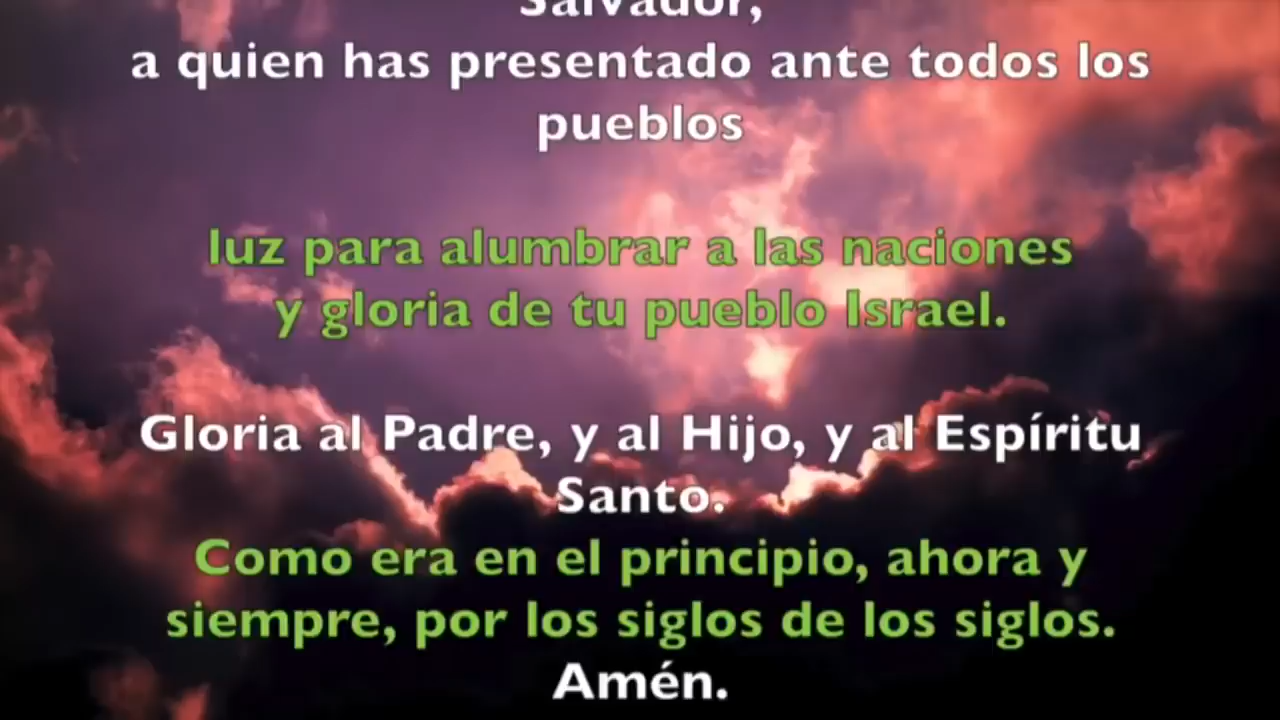 Salvador,
a quien has presentado ante todos los
pueblos
luz para alumbrar a las naciones
y gloria de tu pueblo Israel.
Gloria al Padre, y al Hijo, y al Espíritu
Santo.
Como era en el principio, ahora y
siempre, por los siglos de los siglos.
Amén.